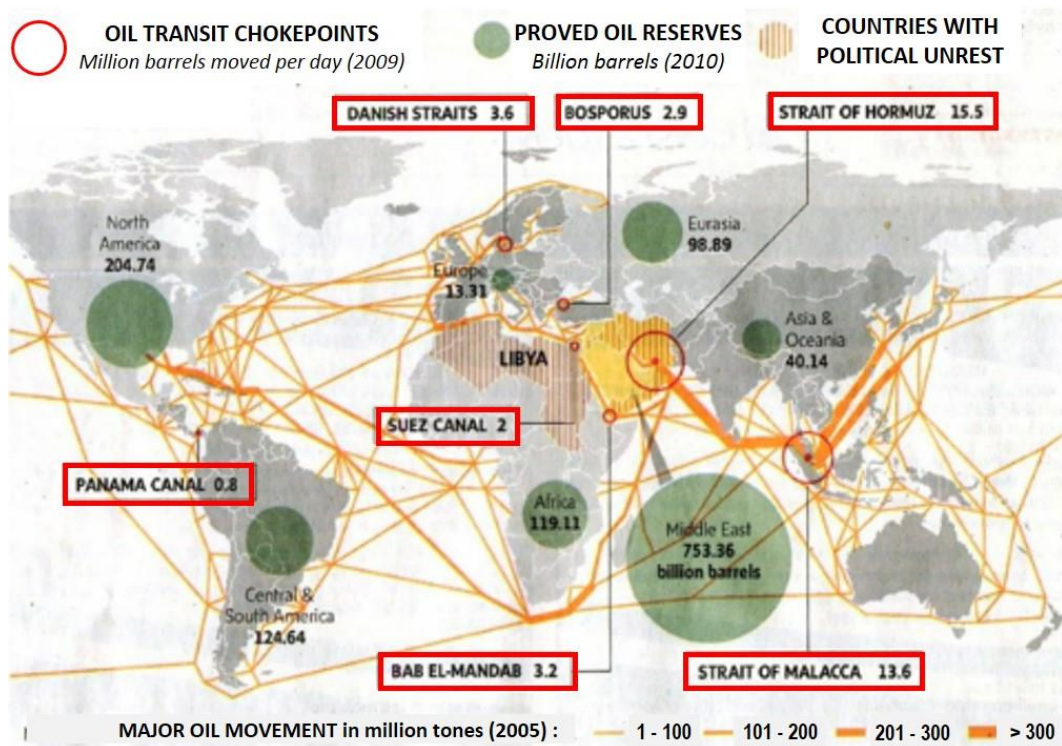 OIL TRANSIT CHOKEPOINTS
Million barrels moved per day (2009)
PROVED OIL RESERVES
Billion barrels (2010)
COUNTRIES WITH
POLITICAL UNREST
DANISH STRAITS 3.6
BOSPORUS 2.9
STRAIT OF HORMUZ 15.5
North
America
204.74
Eurasia
98.89
Europe
13.31
Asia &
Oceania
40.14
LIBYA
SUEZ CANAL 2
PANAMA CANAL 0.8
Africa
119.11
Middle East
753.36
billion barrels
Central &
South America
124.64
BAB EL-MANDAB 3.2
STRAIT OF MALACCA 13.6
MAJOR OIL MOVEMENT in million tones (2005) : 1 - 100 101 - 200 201 - 300 > 300